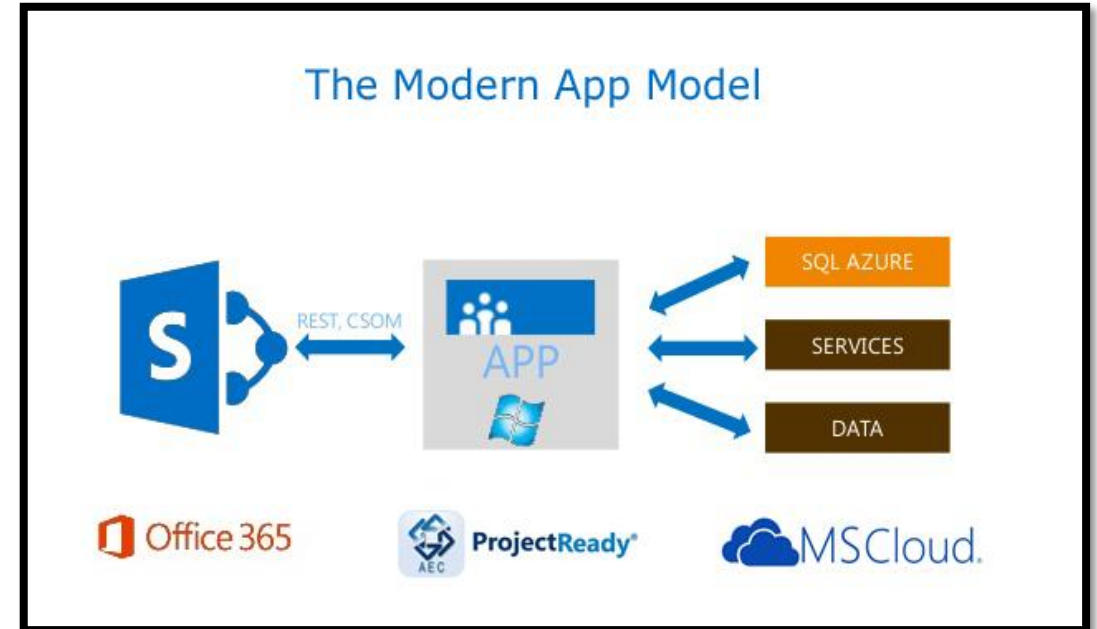 The Modern App Model
SQL AZURE
S
REST, CSOM
APP
SERVICES
DATA
Office 365
AEC
ProjectReady®
MSCloud.